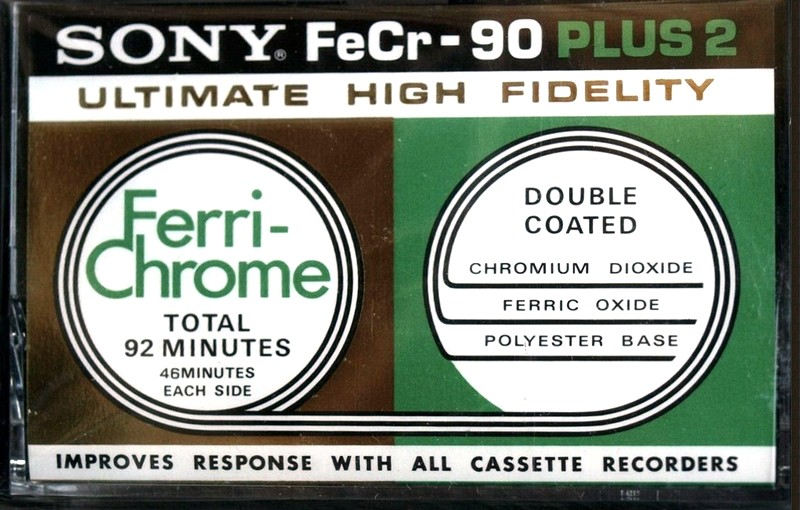 SONY® FeCr-90 PLUS 2
ULTIMATE HIGH FIDELITY
Ferri-
Chrome
TOTAL
92 MINUTES
46MINUTES
EACH SIDE
DOUBLE
COATED
CHROMIUM DIOXIDE
FERRIC OXIDE
POLYESTER BASE
IMPROVES RESPONSE WITH ALL CASSETTE RECORDERS